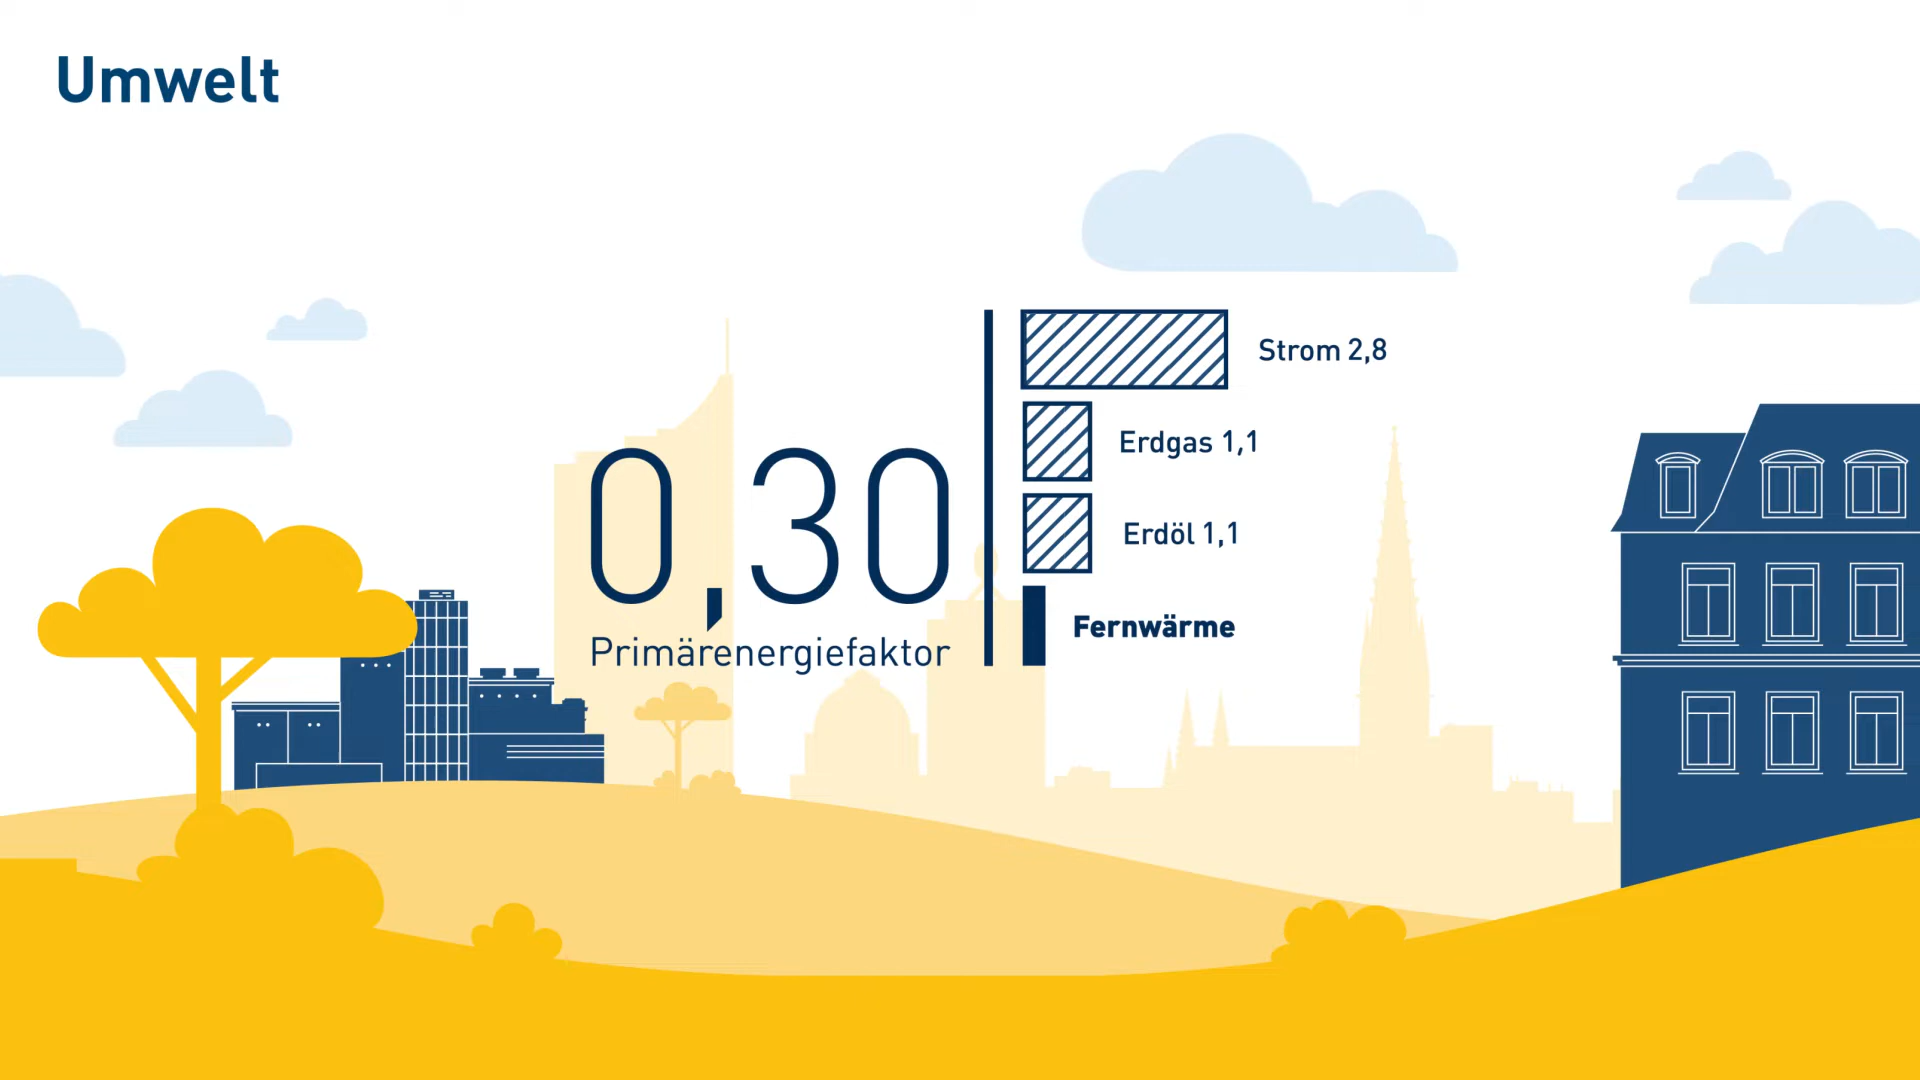 Umwelt
0,30
Primärenergiefaktor
Strom 2,8
Erdgas 1,1
Erdöl 1,1
Fernwärme